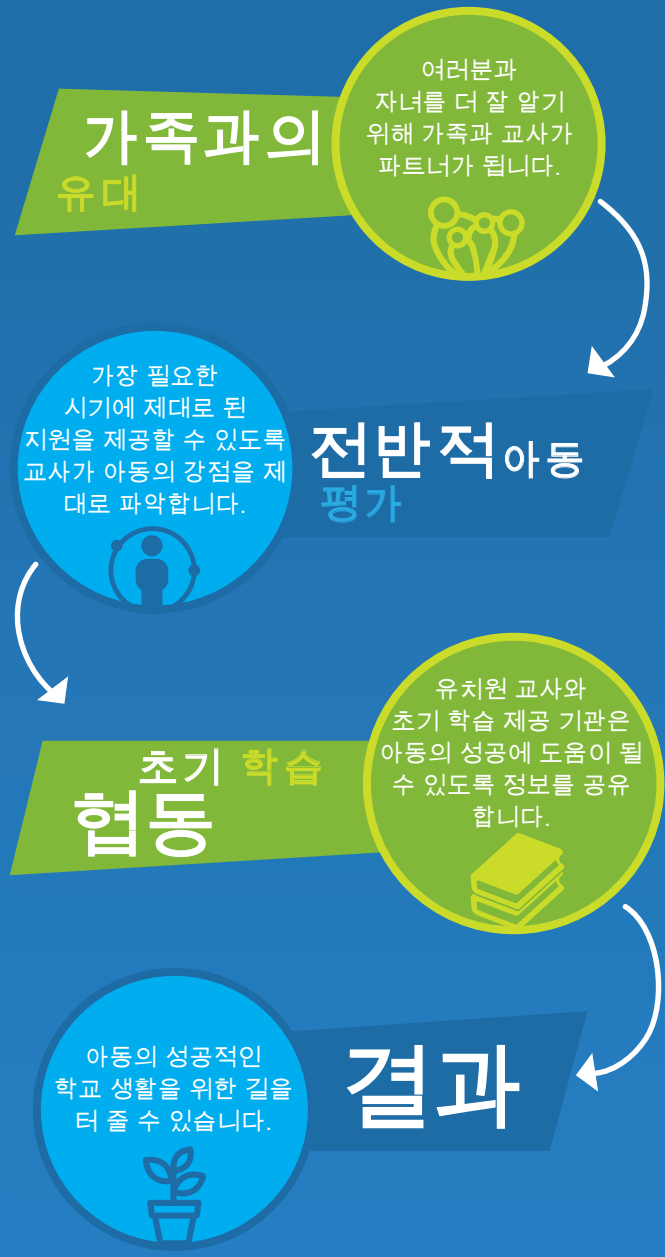 가족과의
유대
여러분과
자녀를 더 잘 알기
위해 가족과 교사가
파트너가 됩니다.
가장 필요한
시기에 제대로 된
지원을 제공할 수 있도록
교사가 아동의 강점을 제
대로 파악합니다.
전반적아동
평가
유치원 교사와
초기 학습 제공 기관은
아동의 성공에 도움이 될
수 있도록 정보를 공유
합니다.
초기 학습
협동
아동의 성공적인
학교 생활을 위한 길을
터 줄 수 있습니다.
결과